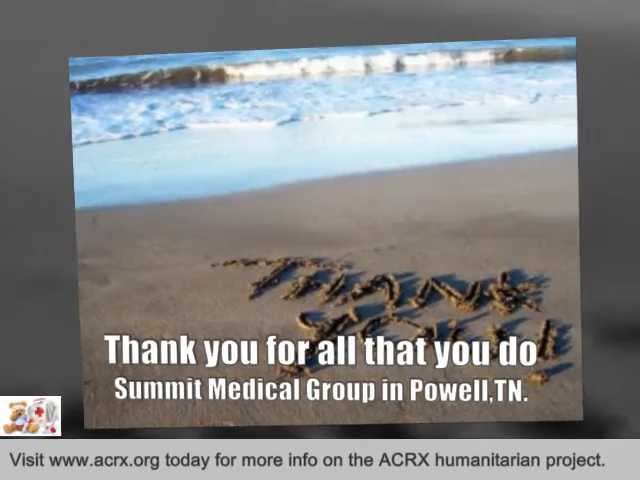 THANK
YOU!
Thank you for all that you do
Summit Medical Group in Powell,TN.
Visit www.acrx.org today for more info on the ACRX humanitarian project.